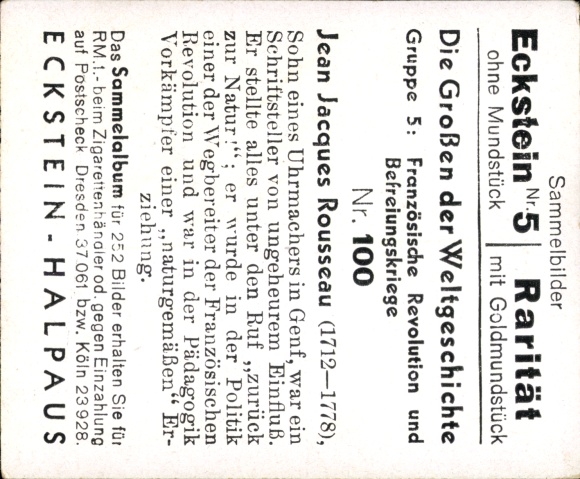 Sammelbilder
Eckstein Nr. 5 Rarität
ohne Mundstück mit Goldmundstück
Die Großen der Weltgeschichte
Gruppe 5: Französische Revolution und
Befreiungskriege
Nr. 100
Jean Jacques Rousseau (1712—1778),
Sohn eines Uhrmachers in Genf, war ein
Schriftsteller von ungeheurem Einfluß.
Er stellte alles unter den Ruf „zurück
zur Natur!“; er wurde in der Politik
einer der Wegbereiter der Französischen
Revolution und war in der Pädagogik
Vorkämpfer einer „naturgemäßen“ Er-
ziehung.
Das Sammelalbum für 252 Bilder erhalten Sie für
RM.1.- beim Zigarettenhändler od. gegen Einzahlung
auf Postscheck Dresden 37061 bzw. Köln 23928.
ECKSTEIN-HALPAUS